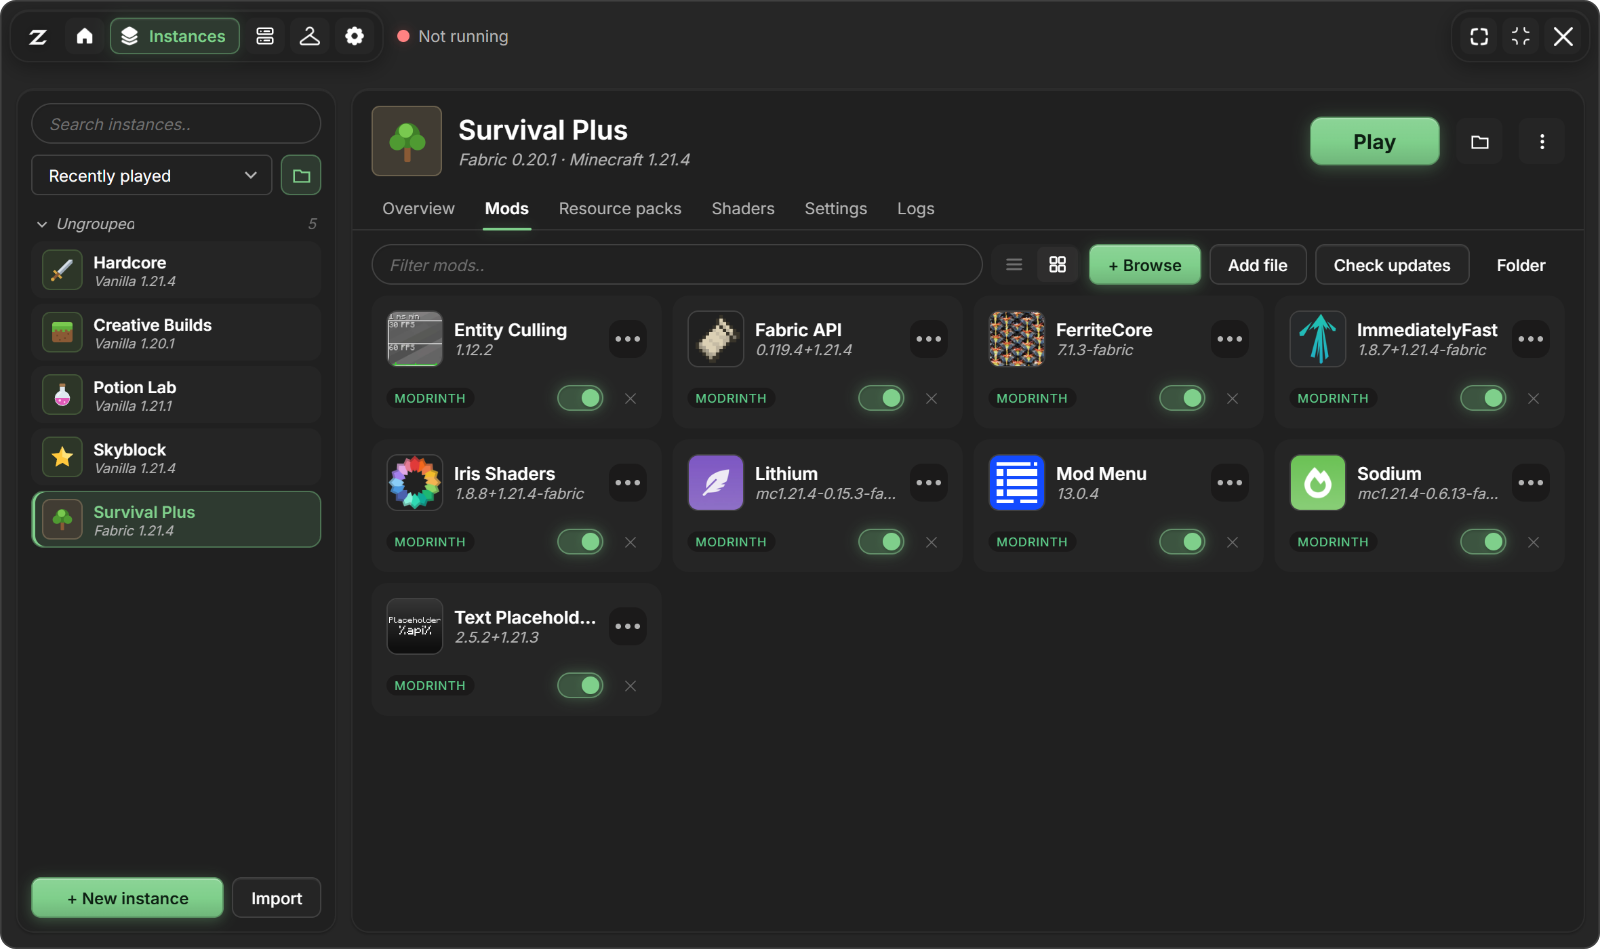 Instances
Not running
Search instances..
Recently played
Ungrouped 5
Hardcore
Vanilla 1.21.4
Creative Builds
Vanilla 1.20.1
Potion Lab
Vanilla 1.21.1
Skyblock
Vanilla 1.21.4
Survival Plus
Fabric 1.21.4
+ New instance
Import
Survival Plus
Fabric 0.20.1 · Minecraft 1.21.4
Play
Overview Mods Resource packs Shaders Settings Logs
Filter mods..
+ Browse
Add file
Check updates
Folder
30 FPS
60 FPS
Entity Culling
1.12.2
MODRINTH
Fabric API
0.119.4+1.21.4
MODRINTH
FerriteCore
7.1.3-fabric
MODRINTH
ImmediatelyFast
1.8.7+1.21.4-fabric
MODRINTH
Iris Shaders
1.8.8+1.21.4-fabric
MODRINTH
Lithium
mc1.21.4-0.15.3-fa...
MODRINTH
Mod Menu
13.0.4
MODRINTH
Sodium
mc1.21.4-0.6.13-fa...
MODRINTH
Placeholder
%api%
Text Placehold...
2.5.2+1.21.3
MODRINTH